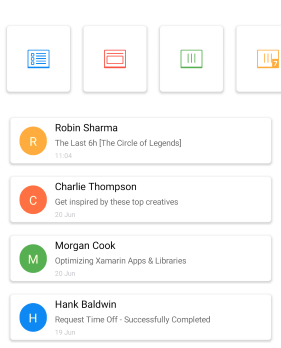 7
R
Robin Sharma
The Last 6h [The Circle of Legends]
11:04
C
Charlie Thompson
Get inspired by these top creatives
20 Jun
M
Morgan Cook
Optimizing Xamarin Apps & Libraries
20 Jun
H
Hank Baldwin
Request Time Off - Successfully Completed
19 Jun